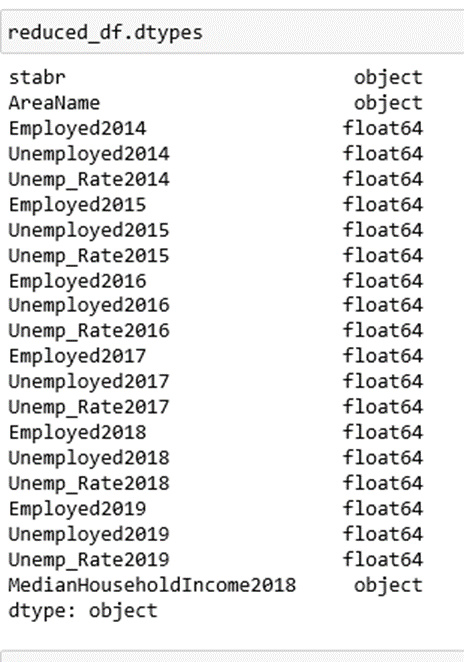 reduced_df.dtypes
stabr object
AreaName object
Employed2014 float64
Unemployed2014 float64
Unemp_Rate2014 float64
Employed2015 float64
Unemployed2015 float64
Unemp_Rate2015 float64
Employed2016 float64
Unemployed2016 float64
Unemp_Rate2016 float64
Employed2017 float64
Unemployed2017 float64
Unemp_Rate2017 float64
Employed2018 float64
Unemployed2018 float64
Unemp_Rate2018 float64
Employed2019 float64
Unemployed2019 float64
Unemp_Rate2019 float64
MedianHouseholdIncome2018 object
dtype: object